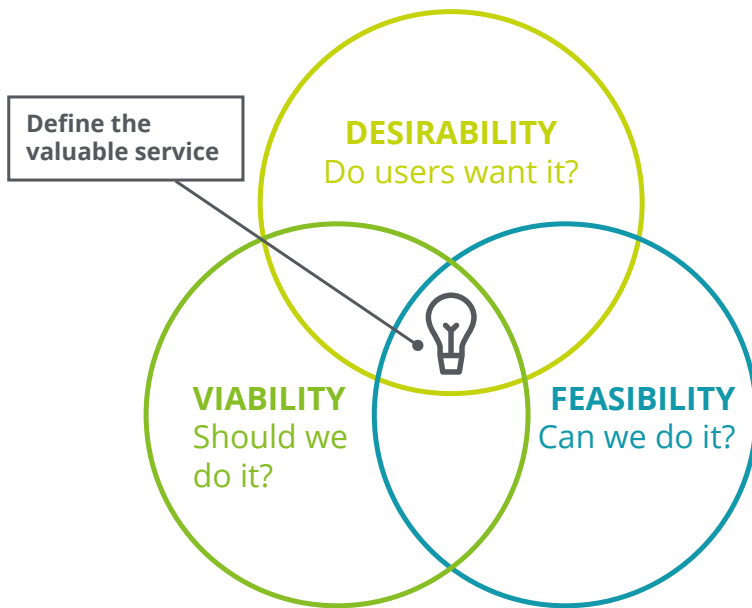 Define the
valuable service
DESIRABILITY
Do users want it?
VIABILITY
Should we
do it?
FEASIBILITY
Can we do it?